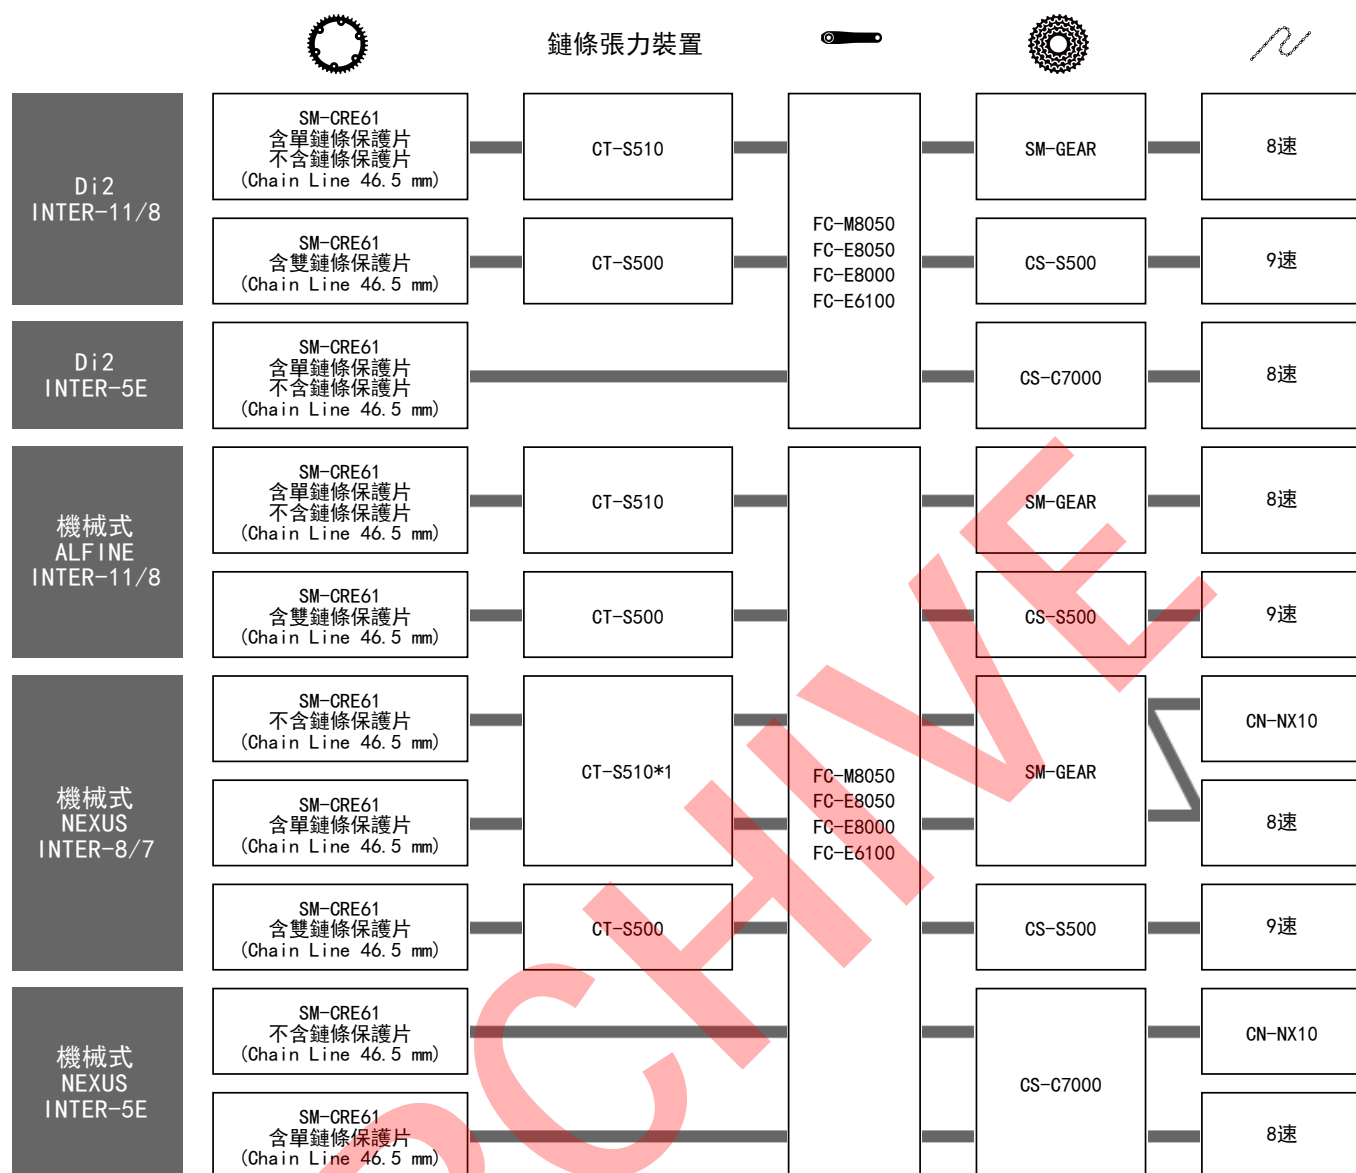 鏈條張力裝置
Di2
INTER-11/8
SM-CRE61
含單鏈條保護片
不含鏈條保護片
(Chain Line 46.5 mm)
CT-S510
SM-GEAR
8速
SM-CRE61
含雙鏈條保護片
(Chain Line 46.5 mm)
CT-S500
FC-M8050
FC-E8050
FC-E8000
FC-E6100
CS-S500
9速
Di2
INTER-5E
SM-CRE61
含單鏈條保護片
不含鏈條保護片
(Chain Line 46.5 mm)
CS-C7000
8速
機械式
ALFINE
INTER-11/8
SM-CRE61
含單鏈條保護片
不含鏈條保護片
(Chain Line 46.5 mm)
CT-S510
SM-GEAR
8速
SM-CRE61
含雙鏈條保護片
(Chain Line 46.5 mm)
CT-S500
CS-S500
9速
機械式
NEXUS
INTER-8/7
SM-CRE61
不含鏈條保護片
(Chain Line 46.5 mm)
CT-S510*1
FC-M8050
FC-E8050
FC-E8000
FC-E6100
SM-GEAR
CN-NX10
SM-CRE61
含單鏈條保護片
(Chain Line 46.5 mm)
8速
SM-CRE61
含雙鏈條保護片
(Chain Line 46.5 mm)
CT-S500
CS-S500
9速
機械式
NEXUS
INTER-5E
SM-CRE61
不含鏈條保護片
(Chain Line 46.5 mm)
CS-C7000
CN-NX10
SM-CRE61
含單鏈條保護片
(Chain Line 46.5 mm)
8速